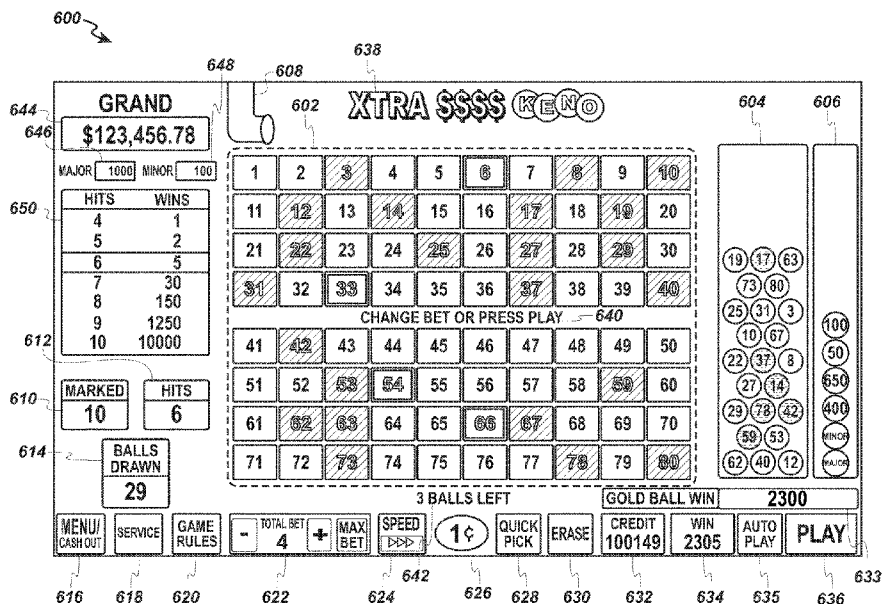 600
638
648
608
XTRA $$$$ KENO
GRAND
602
604
606
644
$123,456.78
646
MAJOR 1000 MINOR 100
1 2 3 4 5 6 7 8 9 10
650
HITS WINS
4 1
5 2
6 5
7 30
8 150
9 1250
10 10000
11 12 13 14 15 16 17 18 19 20
21 22 23 24 25 26 27 28 29 30
31 32 33 34 35 36 37 38 39 40
CHANGE BET OR PRESS PLAY 640
41 42 43 44 45 46 47 48 49 50
51 52 53 54 55 56 57 58 59 60
61 62 63 64 65 66 67 68 69 70
71 72 73 74 75 76 77 78 79 80
19 17 63
73 80
25 31 3
10 67
22 37 8
27 14
29 78 42
59 53
62 40 12
100
50
650
400
MINOR
MAJOR
612
610
MARKED
10
HITS
6
614
BALLS
DRAWN
29
3 BALLS LEFT
GOLD BALL WIN 2300
MENU/
CASH OUT
SERVICE
GAME
RULES
- TOTAL BET
4
+ MAX
BET
SPEED
1¢
QUICK
PICK
ERASE
CREDIT
100149
WIN
2305
AUTO
PLAY
PLAY
616 618 620 622 624 642 626 628 630 632 634 635 636 633